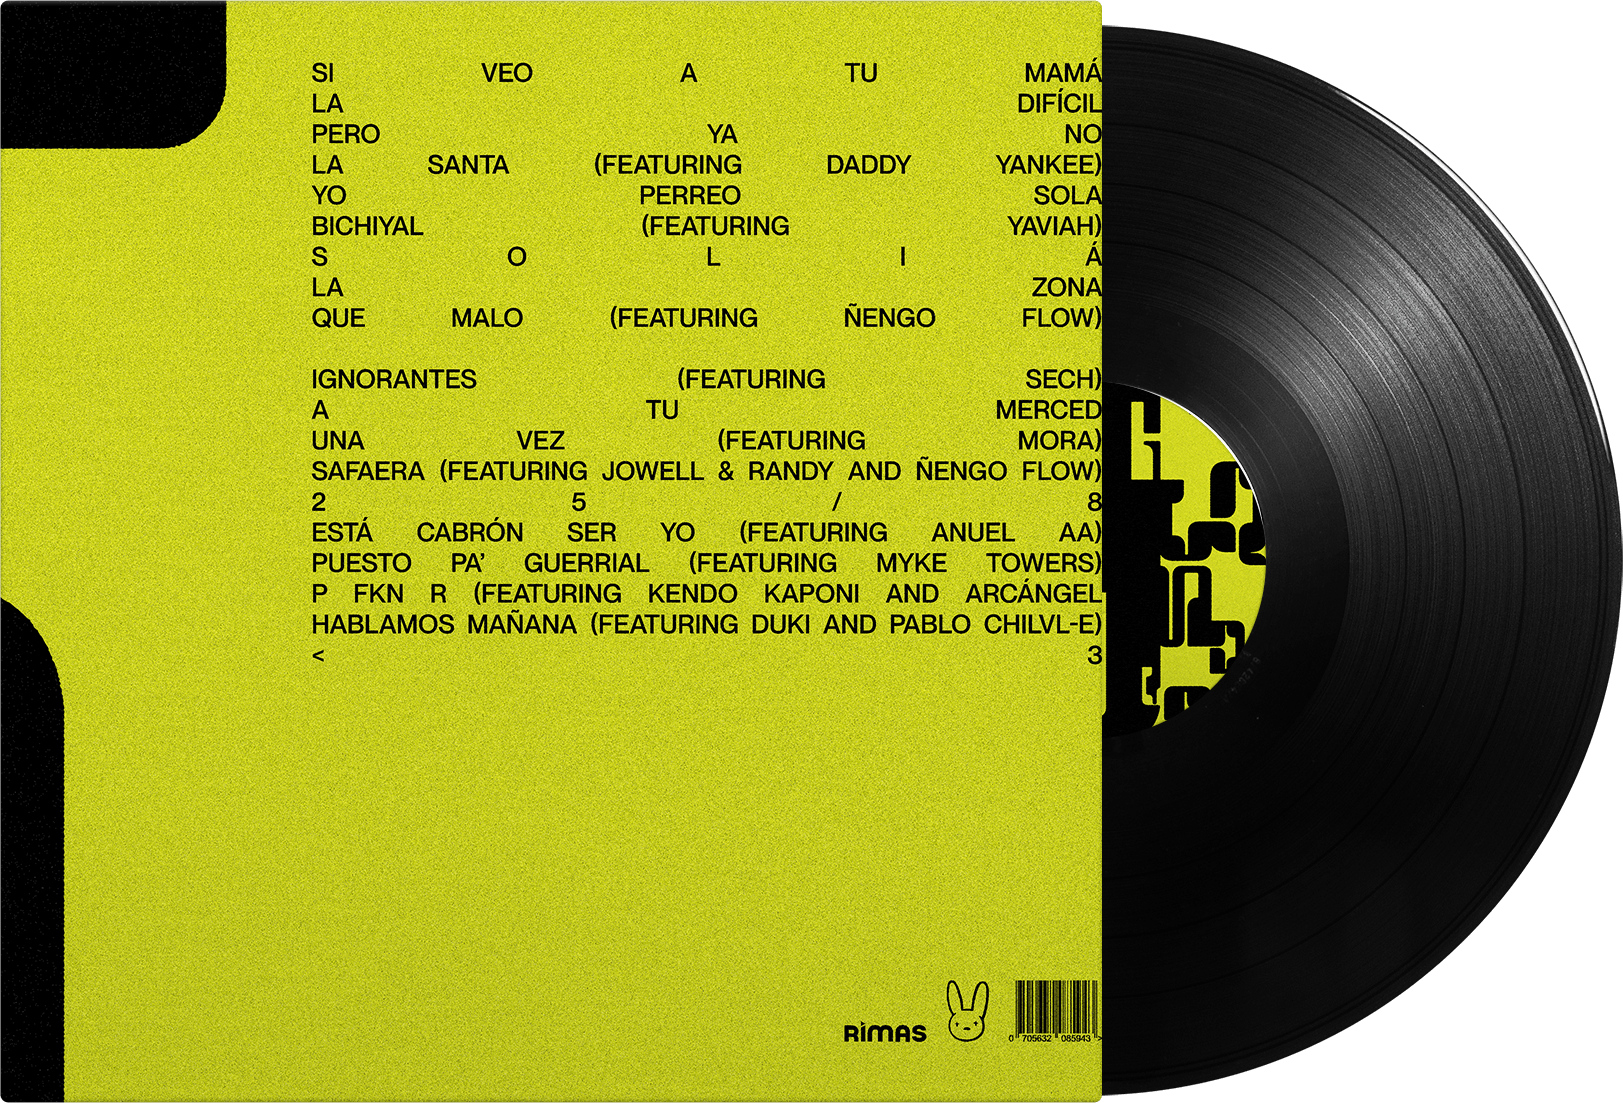 SI VEO A TU MAMÁ
LA DIFÍCIL
PERO YA NO
LA SANTA (FEATURING DADDY YANKEE)
YO PERREO SOLA
BICHIYAL (FEATURING YAVIAH)
S O L I Á
LA ZONA
QUE MALO (FEATURING ÑENGO FLOW)
IGNORANTES (FEATURING SECH)
A TU MERCED
UNA VEZ (FEATURING MORA)
SAFAERA (FEATURING JOWELL & RANDY AND ÑENGO FLOW)
2 5 / 8
ESTÁ CABRÓN SER YO (FEATURING ANUEL AA)
PUESTO PA’ GUERRIAL (FEATURING MYKE TOWERS)
P FKN R (FEATURING KENDO KAPONI AND ARCÁNGEL
HABLAMOS MAÑANA (FEATURING DUKI AND PABLO CHILVL-E)
< 3
RIMAS
0 705632 085943 >